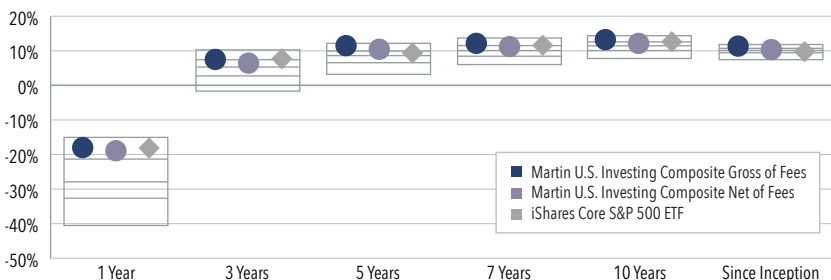 20%
10%
0%
-10%
-20%
-30%
-40%
-50%
Martin U.S. Investing Composite Gross of Fees
Martin U.S. Investing Composite Net of Fees
iShares Core S&P 500 ETF
1 Year 3 Years 5 Years 7 Years 10 Years Since Inception